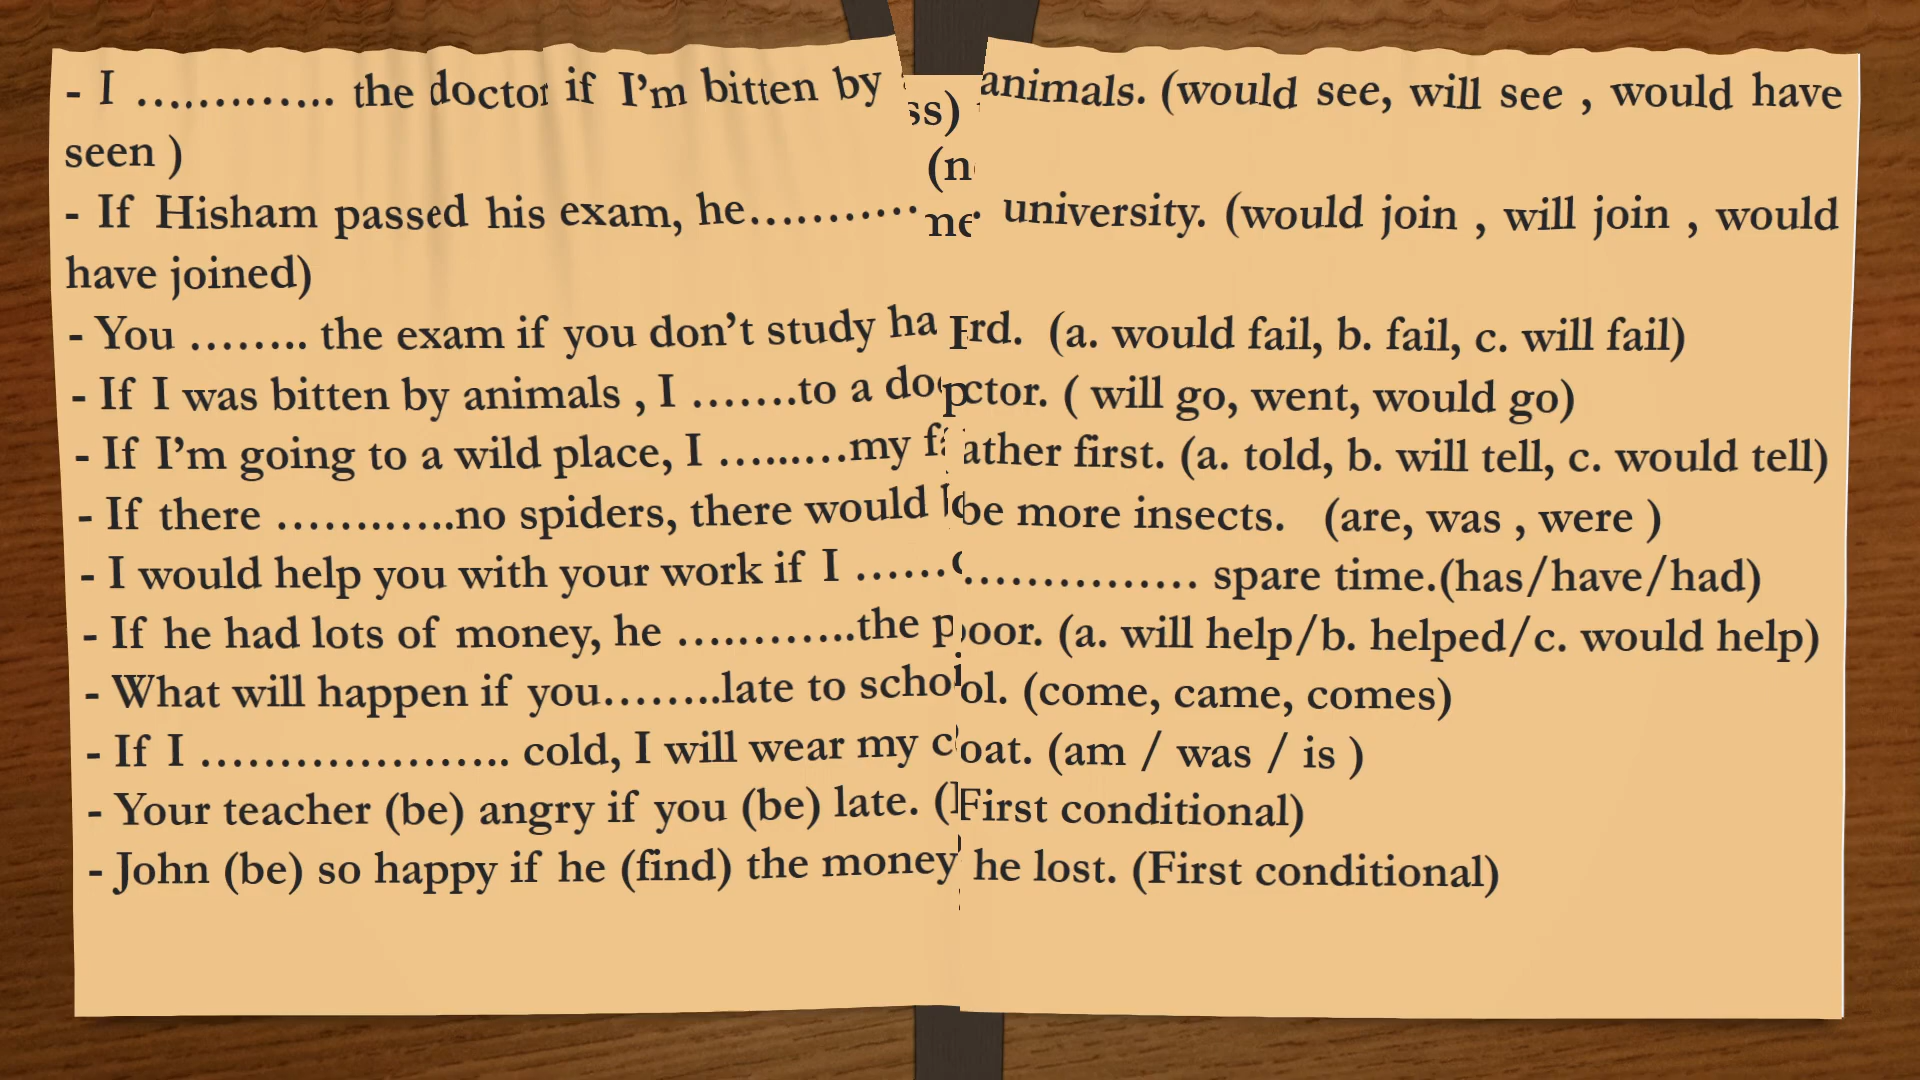 - I ………….. the doctor if I’m bitten by animals. (would see, will see , would have
seen )
- If Hisham passed his exam, he………… university. (would join , will join , would
have joined)
- You …….. the exam if you don’t study hard. (a. would fail, b. fail, c. will fail)
- If I was bitten by animals , I …….to a doctor. ( will go, went, would go)
- If I’m going to a wild place, I …..….my father first. (a. told, b. will tell, c. would tell)
- If there …….…..no spiders, there would be more insects. (are, was , were )
- I would help you with your work if I ………………… spare time.(has/have/had)
- If he had lots of money, he ….……..the poor. (a. will help/b. helped/c. would help)
- What will happen if you……..late to school. (come, came, comes)
- If I ……………….. cold, I will wear my coat. (am / was / is )
- Your teacher (be) angry if you (be) late. (First conditional)
- John (be) so happy if he (find) the money he lost. (First conditional)